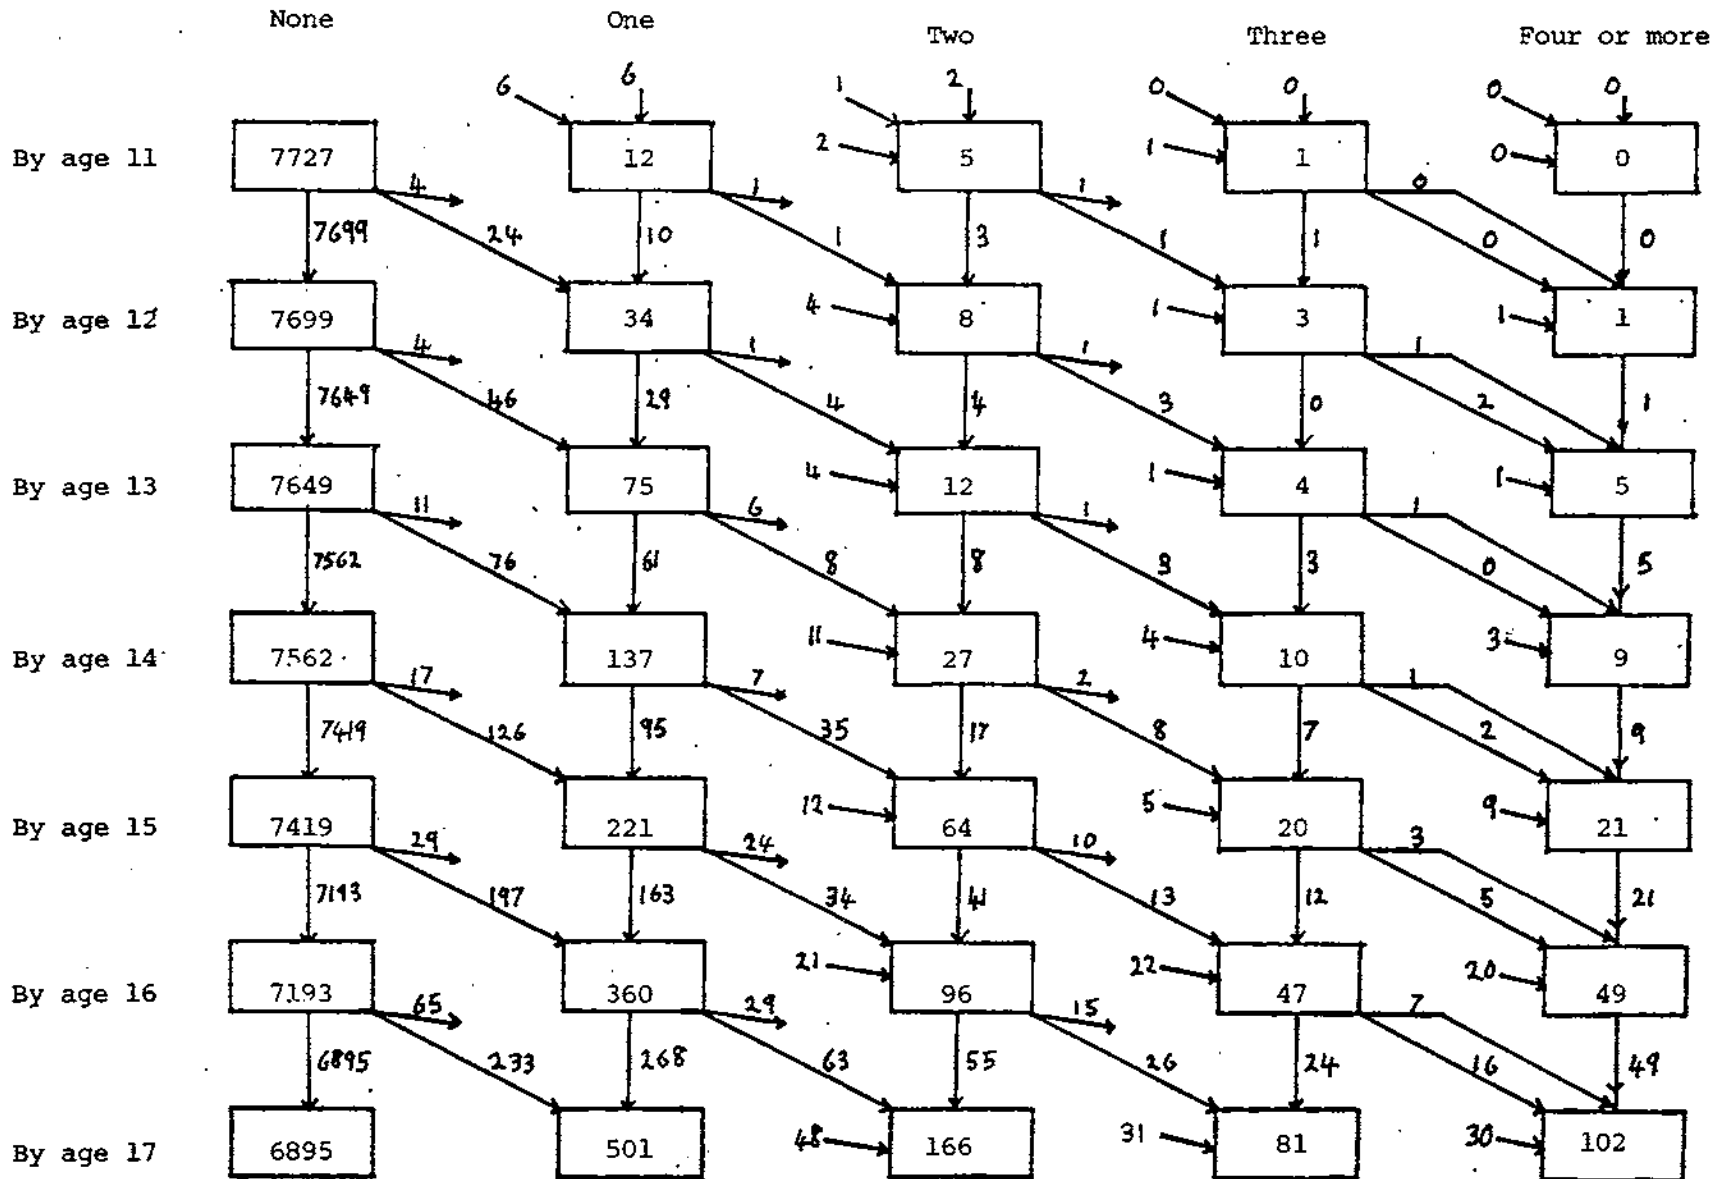 None One Two Three Four or more
6 6 1 2 0 0 0 0
By age 11 7727 12 2 5 1 1 0 0
4 1 1 0
7699 24 10 1 3 1 1 0 0
By age 12 7699 34 4 8 1 3 1 1
4 1 1 1
7649 46 29 4 4 3 0 2 1
By age 13 7649 75 4 12 1 4 1 5
11 6 1 1
7562 76 61 8 8 3 3 0 5
By age 14 7562 137 11 27 4 10 3 9
17 7 2 1
7419 126 95 35 17 8 7 2 9
By age 15 7419 221 12 64 5 20 9 21
29 24 10 3
7193 197 163 34 41 13 12 5 21
By age 16 7193 360 21 96 22 47 20 49
65 29 15 7
6895 233 268 63 55 26 24 16 49
By age 17 6895 501 48 166 31 81 30 102